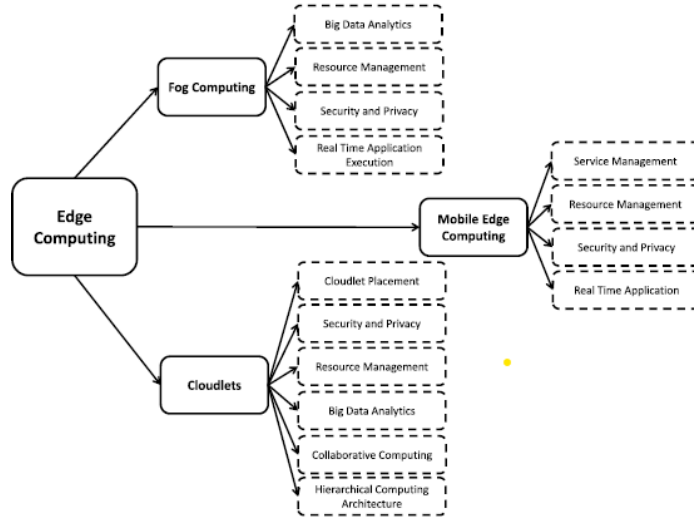 Big Data Analytics
Resource Management
Fog Computing
Security and Privacy
Real Time Application
Execution
Service Management
Resource Management
Edge
Computing
Mobile Edge
Computing
Security and Privacy
Real Time Application
Cloudlet Placement
Security and Privacy
Resource Management
Cloudlets
Big Data Analytics
Collaborative Computing
Hierarchical Computing
Architecture